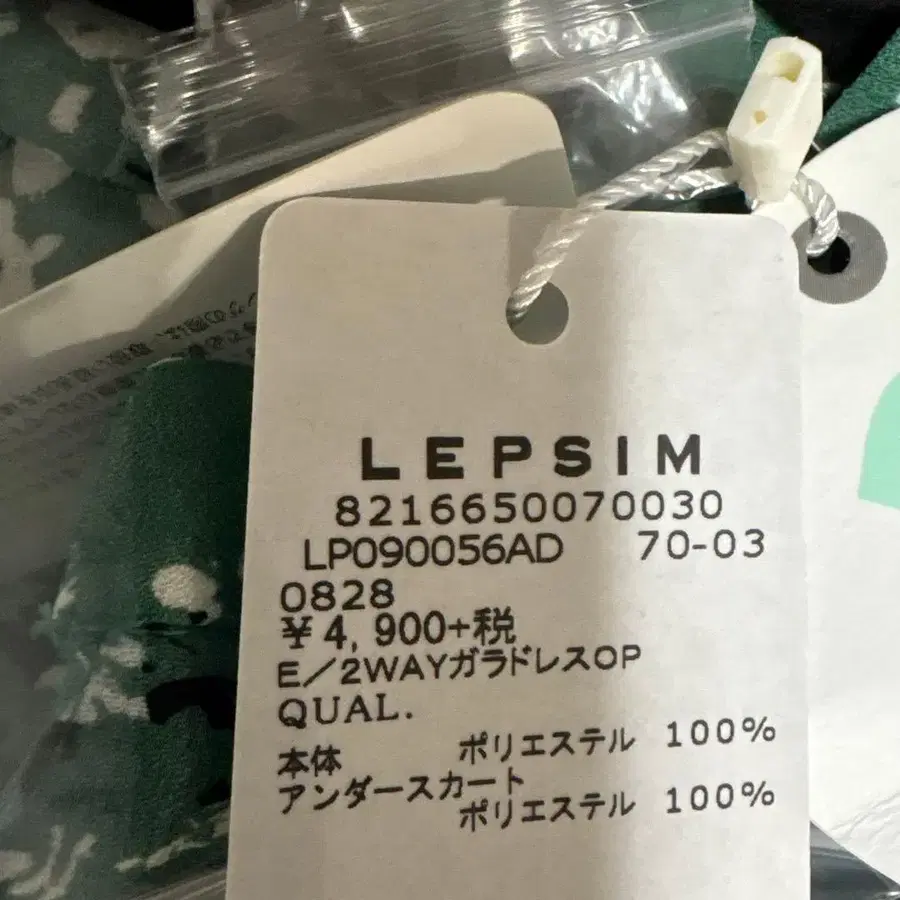 LEPSIM
8216650070030
LP090056AD 70-03
0828
¥4,900+税
E/2WAYガラドレスOP
QUAL.
本体 ポリエステル 100%
アンダースカート
ポリエステル 100%